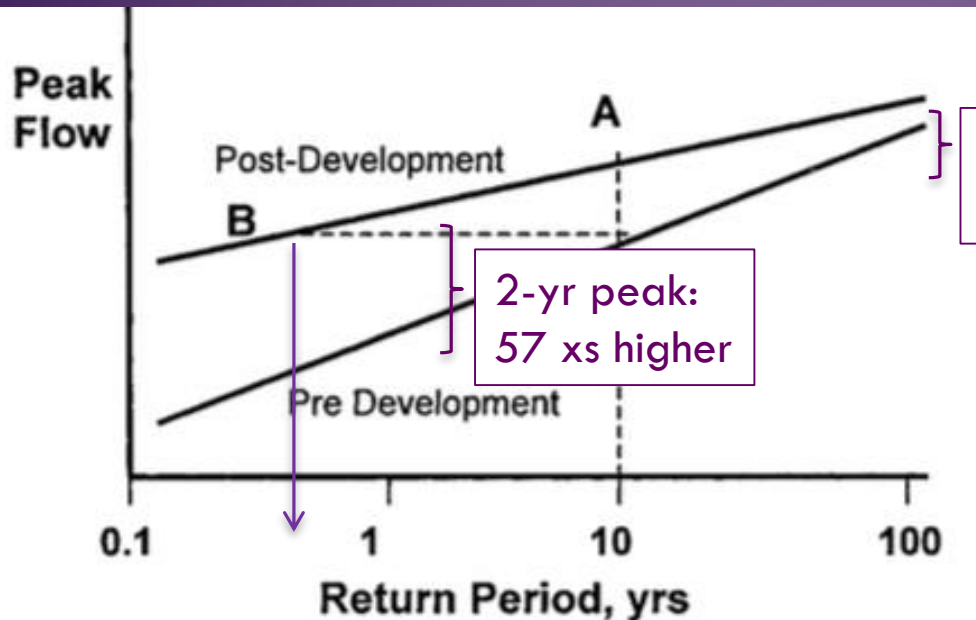 Peak
Flow
A
Post-Development
B
2-yr peak:
57 xs higher
Pre Development
0.1
1
10
100
Return Period, yrs